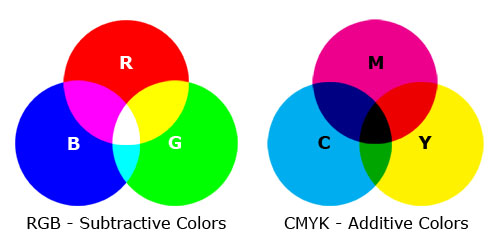 R
B
G
RGB - Subtractive Colors
M
C
Y
CMYK - Additive Colors